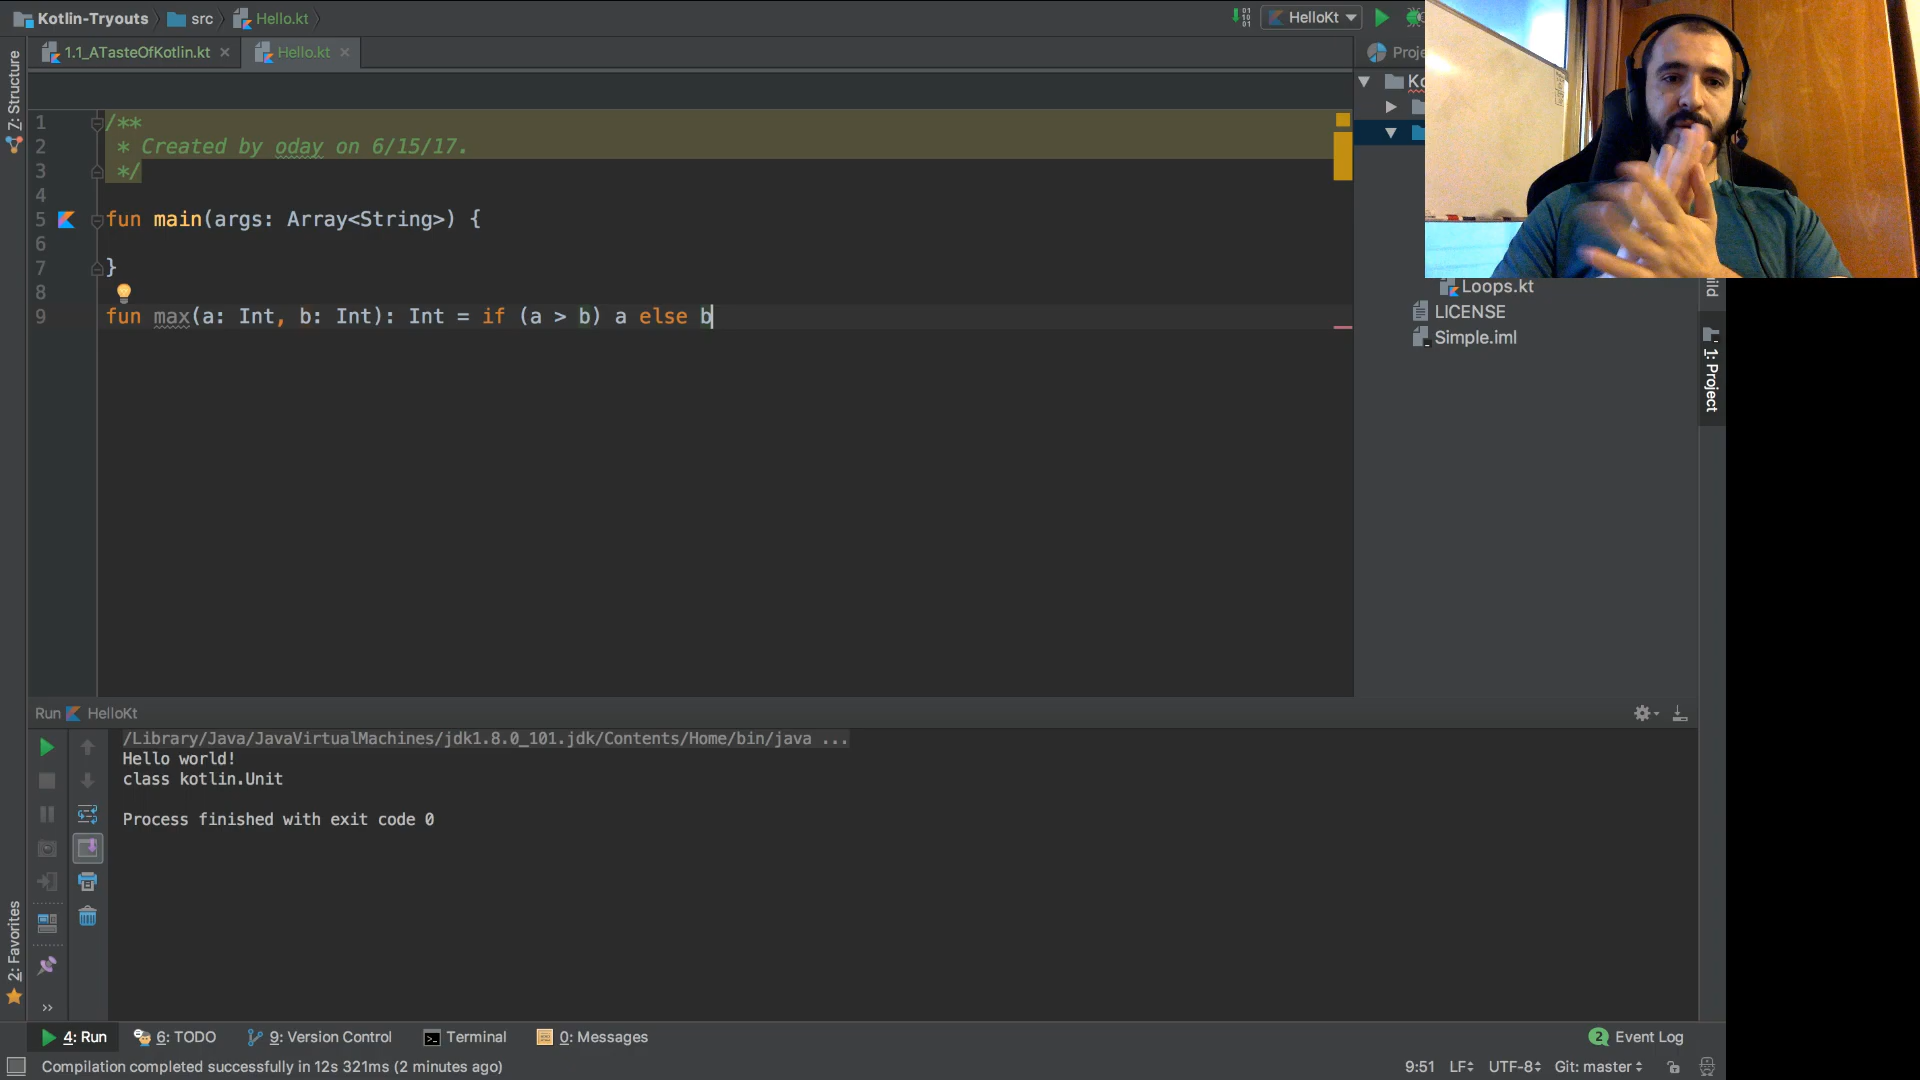 Kotlin-Tryouts src Hello.kt
HelloKt
1.1_ATasteOfKotlin.kt Hello.kt
Z: Structure
1 /**
2 * Created by oday on 6/15/17.
3 */
4
5 fun main(args: Array<String>) {
6
7 }
8
9 fun max(a: Int, b: Int): Int = if (a > b) a else b
Loops.kt
LICENSE
Simple.iml
1: Project
Run HelloKt
/Library/Java/JavaVirtualMachines/jdk1.8.0_101.jdk/Contents/Home/bin/java ...
Hello world!
class kotlin.Unit
Process finished with exit code 0
2: Favorites
4: Run 6: TODO 9: Version Control Terminal 0: Messages 2 Event Log
Compilation completed successfully in 12s 321ms (2 minutes ago) 9:51 LF UTF-8 Git: master